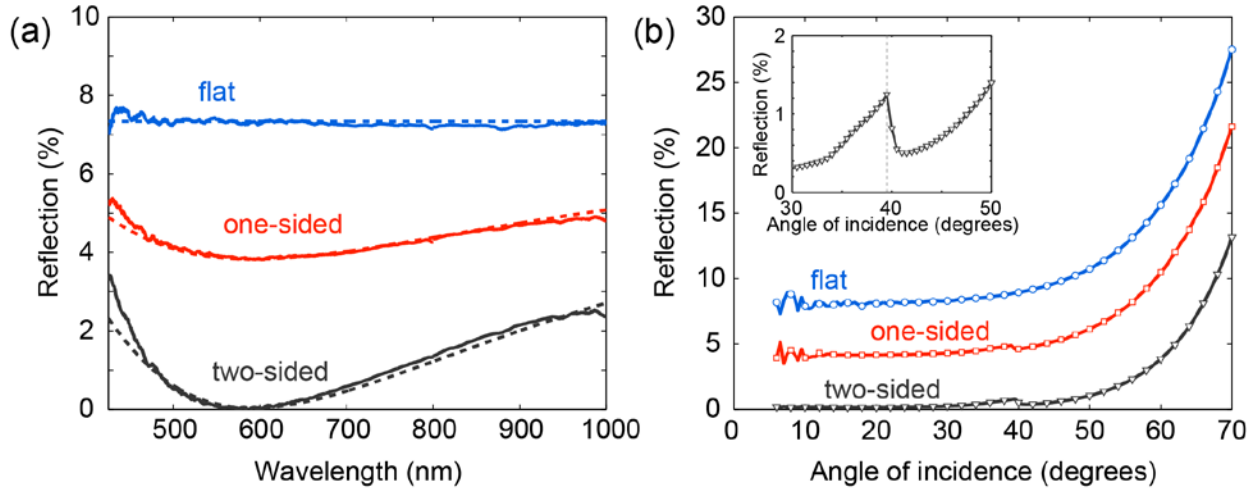 (a)
10
8
6
4
2
0
Reflection (%)
flat
one-sided
two-sided
500 600 700 800 900 1000
Wavelength (nm)
(b)
30
25
20
15
10
5
0
Reflection (%)
2
1
0
Reflection (%)
30 40 50
Angle of incidence (degrees)
flat
one-sided
two-sided
0 10 20 30 40 50 60 70
Angle of incidence (degrees)